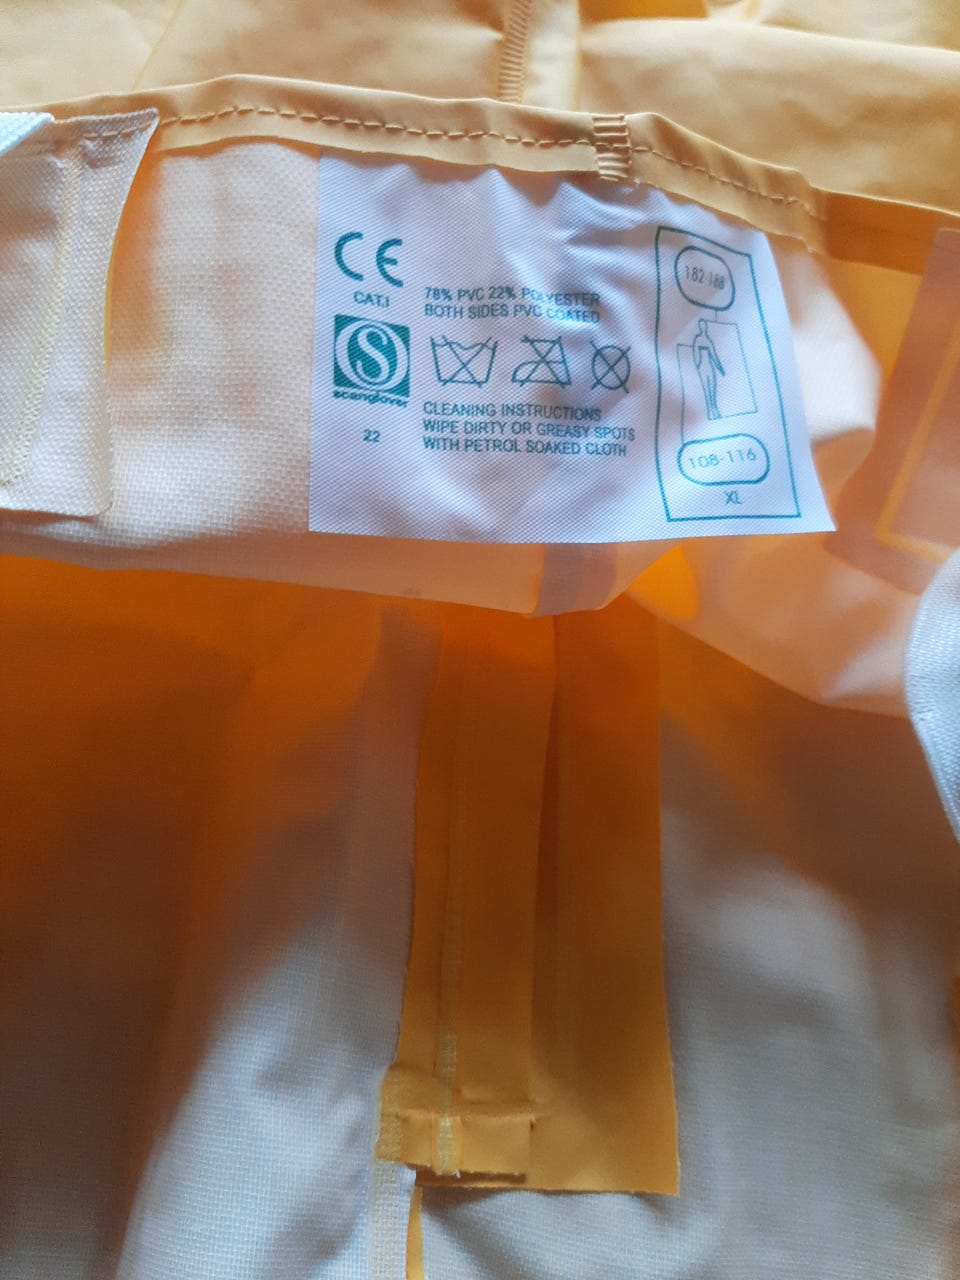 CE
CAT.I
scanglover
22
78% PVC 22% POLYESTER
BOTH SIDES PVC COATED
CLEANING INSTRUCTIONS
WIPE DIRTY OR GREASY SPOTS
WITH PETROL SOAKED CLOTH
182-188
108-116
XL